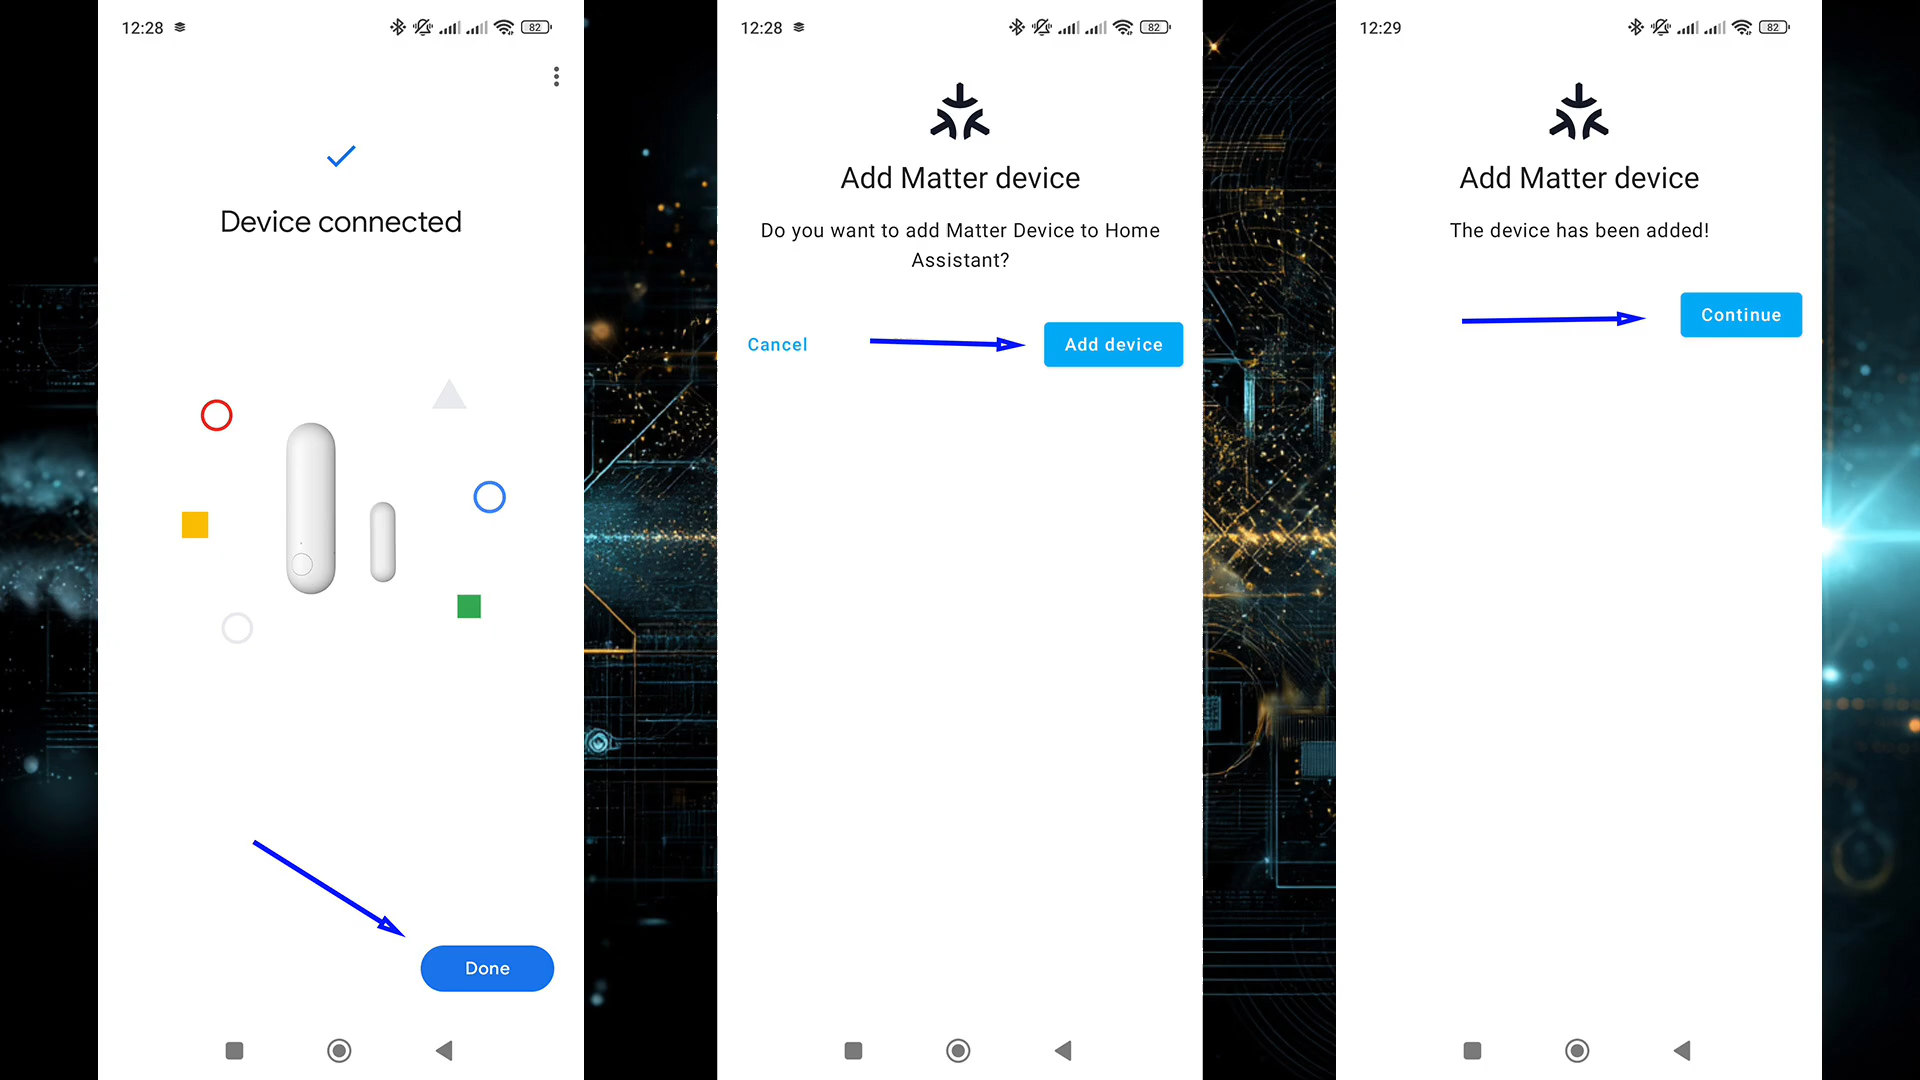 12:28
82
Device connected
Done
12:28
82
Add Matter device
Do you want to add Matter Device to Home
Assistant?
Cancel
Add device
12:29
82
Add Matter device
The device has been added!
Continue